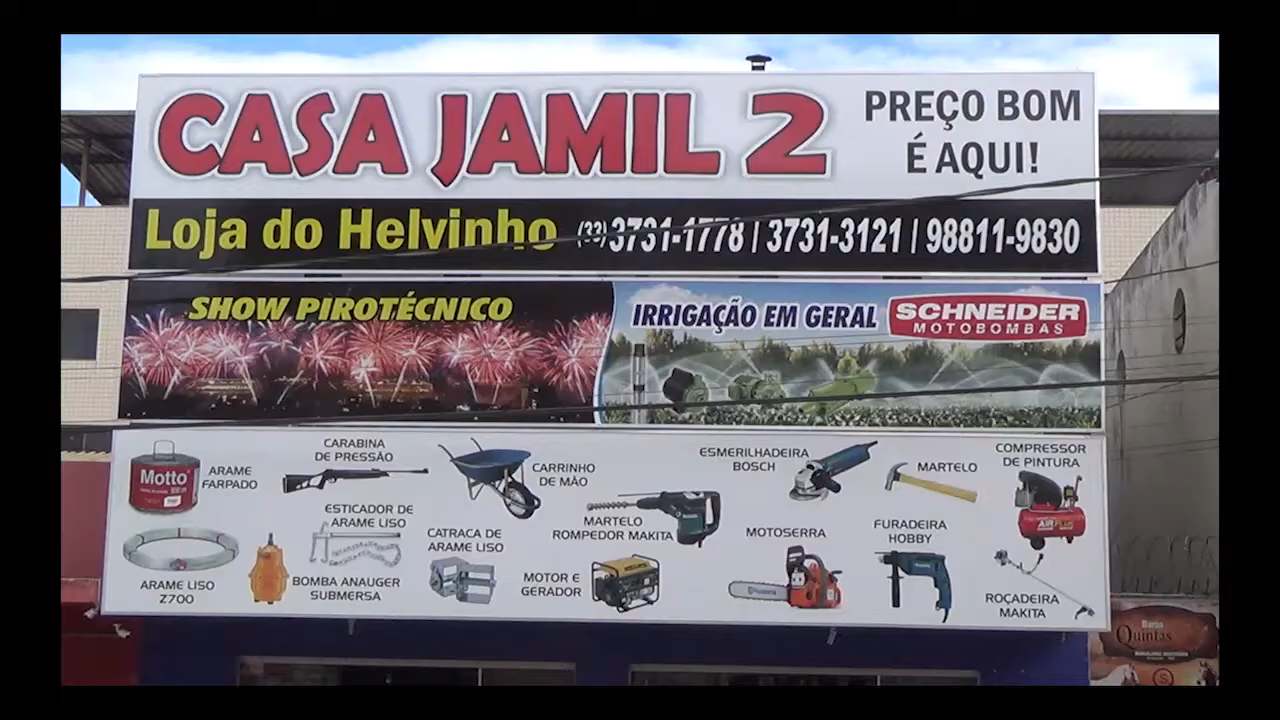 CASA JAMIL 2
PREÇO BOM
É AQUI!
Loja do Helvinho (33) 3731-1778 / 3731-3121 / 98811-9830
SHOW PIROTÉCNICO
IRRIGAÇÃO EM GERAL
SCHNEIDER
MOTOBOMBAS
Motto
ARAME
FARPADO
CARABINA
DE PRESSÃO
CARRINHO
DE MÃO
ESMERILHADEIRA
BOSCH
MARTELO
COMPRESSOR
DE PINTURA
AIR PLUS
ESTICADOR DE
ARAME LISO
CATRACA DE
ARAME LISO
MARTELO
ROMPEDOR MAKITA
MOTOSERRA
FURADEIRA
HOBBY
ARAME LISO
Z700
BOMBA ANAUGER
SUBMERSA
MOTOR E
GERADOR
ROÇADEIRA
MAKITA
Quintas